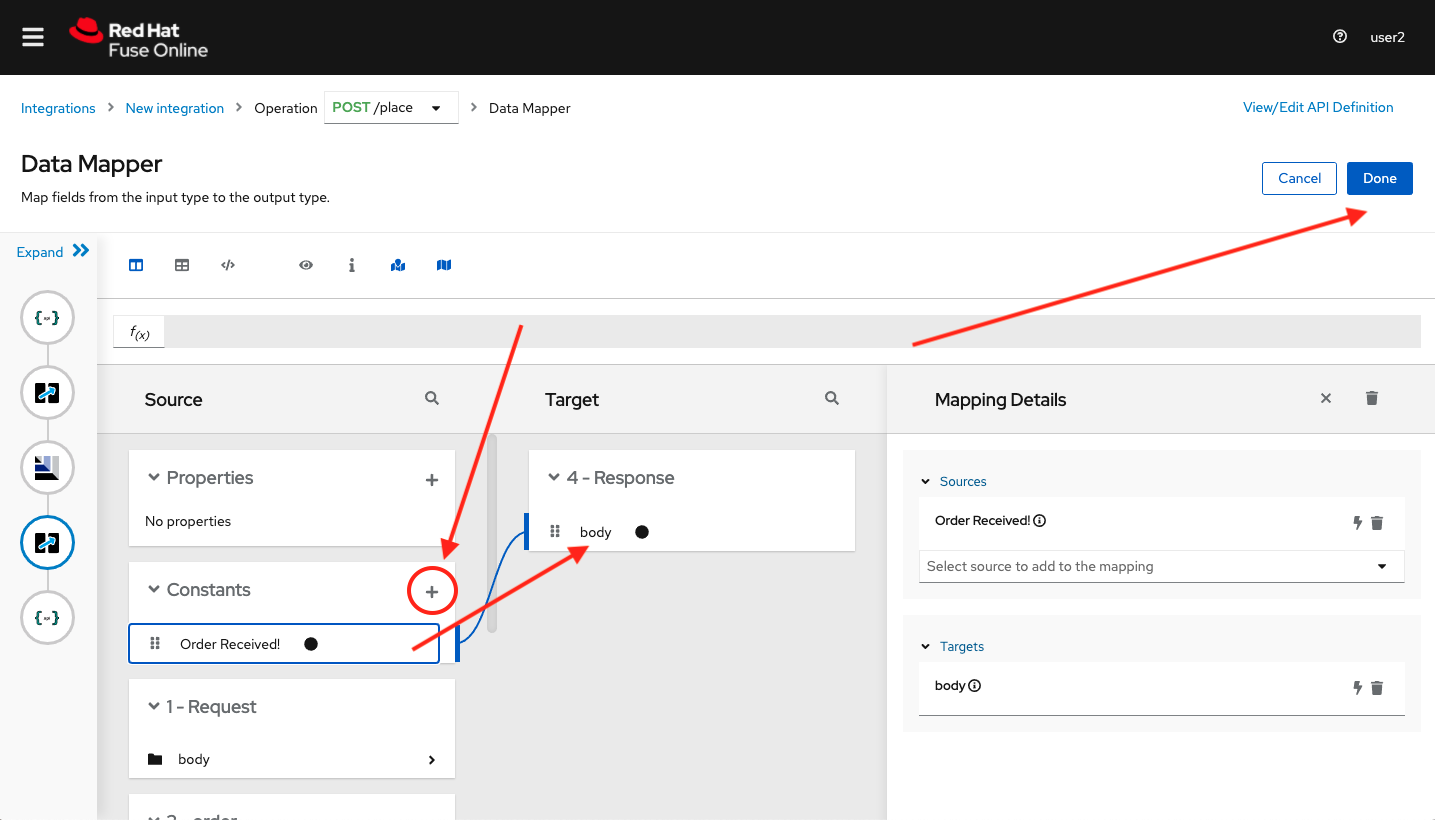 Red Hat
Fuse Online
user2
Integrations > New integration > Operation POST /place > Data Mapper
View/Edit API Definition
Data Mapper
Map fields from the input type to the output type.
Cancel
Done
Expand
f(x)
Source
Target
Mapping Details
Properties
No properties
Constants
Order Received!
1 - Request
body
2 - order
4 - Response
body
Sources
Order Received!
Select source to add to the mapping
Targets
body